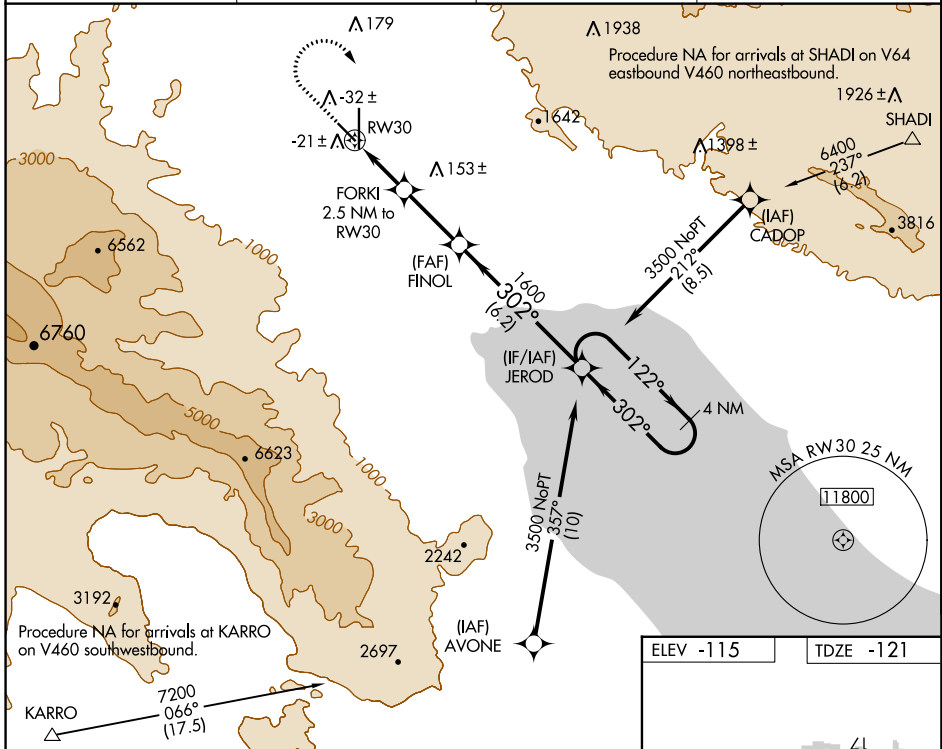 179
1938
Procedure NA for arrivals at SHADI on V64
eastbound V460 northeastbound.
-32 ±
1926 ±
SHADI
1642
RW30
-21 ±
1398 ±
6400
237°
(6.2)
3000
153 ±
FORKI
2.5 NM to
RW30
(IAF)
CADOP
3816
6562
1000
(FAF)
FINOL
3500 NoPT
212°
(8.5)
1600
302°
(6.2)
6760
(IF/IAF)
JEROD
122°
302°
4 NM
5000
6623
1000
MSA RW30 25 NM
11800
3000
3500 NoPT
357°
(10)
2242
3192
Procedure NA for arrivals at KARRO
on V460 southwestbound.
(IAF)
AVONE
2697
ELEV -115
TDZE -121
7200
066°
(17.5)
KARRO